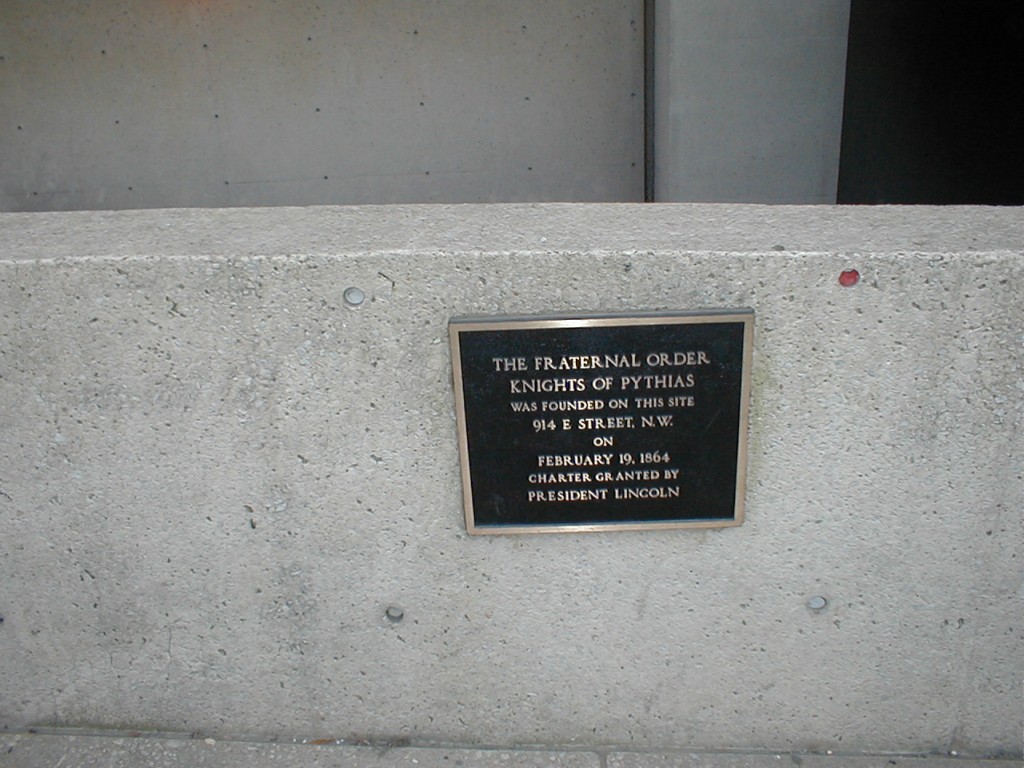 THE FRATERNAL ORDER
KNIGHTS OF PYTHIAS
WAS FOUNDED ON THIS SITE
914 E STREET, N.W.
ON
FEBRUARY 19, 1864
CHARTER GRANTED BY
PRESIDENT LINCOLN